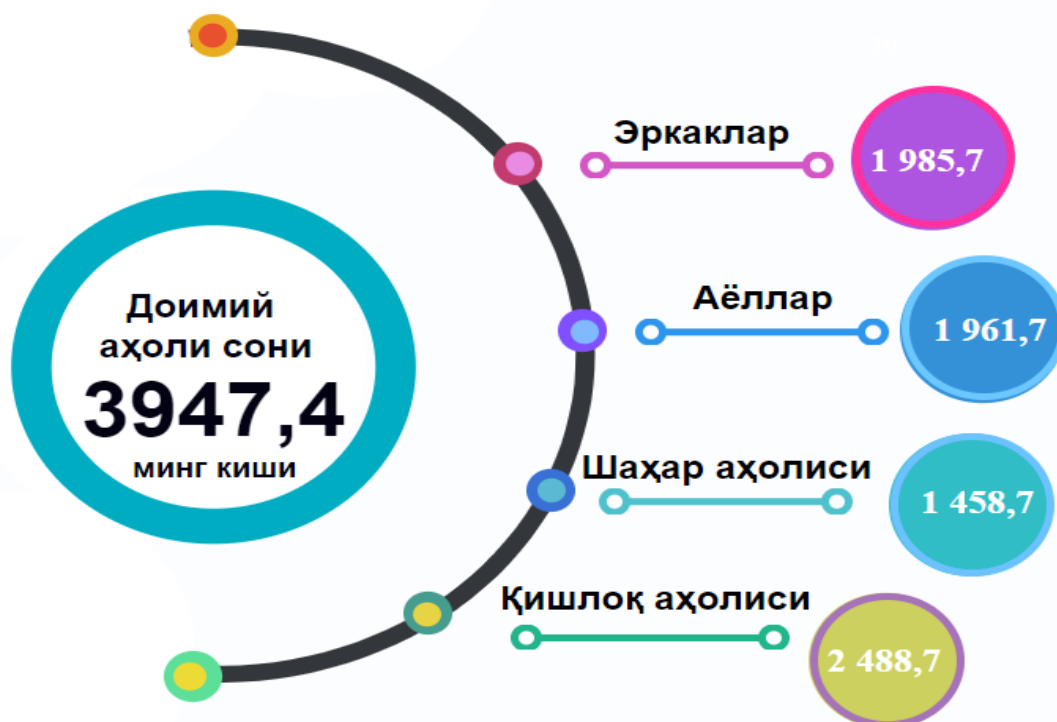 Доимий
аҳоли сони
3947,4
минг киши
Эркаклар
1 985,7
Аёллар
1 961,7
Шаҳар аҳолиси
1 458,7
Қишлоқ аҳолиси
2 488,7